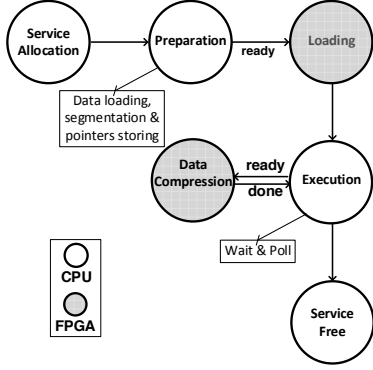 Service
Allocation
Preparation
ready
Loading
Data loading,
segmentation &
pointers storing
Data
Compression
ready
done
Execution
Wait & Poll
CPU
FPGA
Service
Free